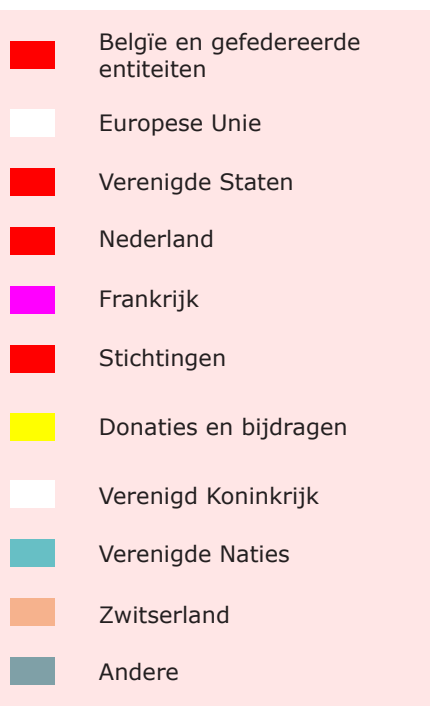 Belgïe en gefedereerde
entiteiten
Europese Unie
Verenigde Staten
Nederland
Frankrijk
Stichtingen
Donaties en bijdragen
Verenigd Koninkrijk
Verenigde Naties
Zwitserland
Andere